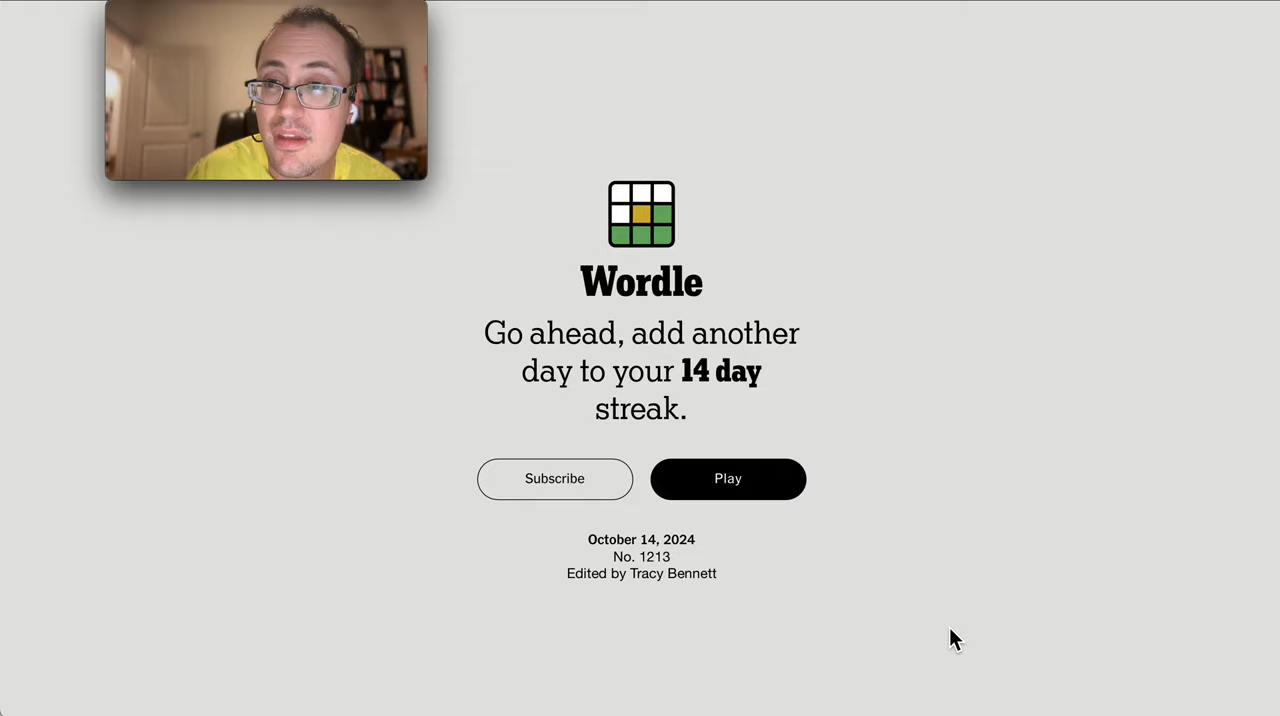 Wordle
Go ahead, add another
day to your 14 day
streak.
Subscribe
Play
October 14, 2024
No. 1213
Edited by Tracy Bennett